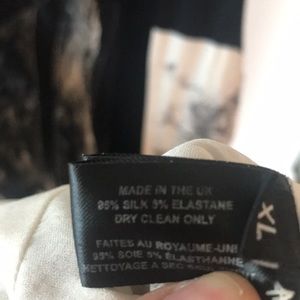 MADE IN THE UK
95% SILK 5% ELASTANE
DRY CLEAN ONLY
FAITES AU ROYAUME-UNI
95% SOIE 5% ELASTHANNE
NETTOYAGE A SEC
XL